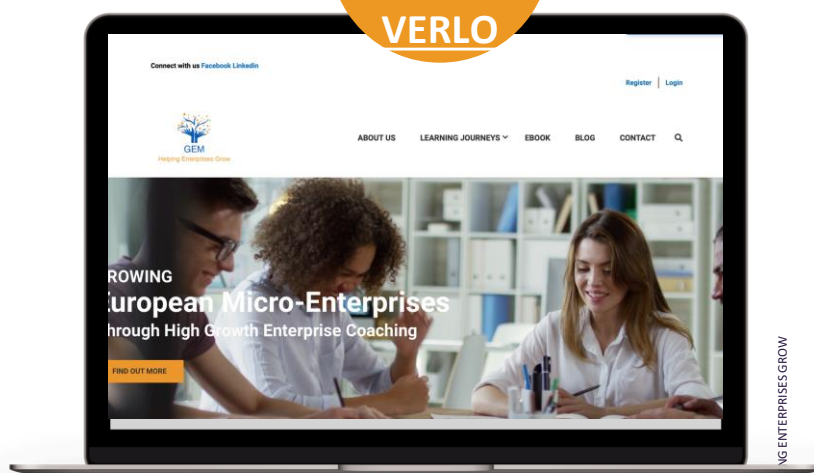 VERLO
Connect with us Facebook Linkedin
Register | Login
GEM
Helping Enterprises Grow
ABOUT US LEARNING JOURNEYS EBOOK BLOG CONTACT
ROWING
European Micro-Enterprises
hrough High Growth Enterprise Coaching
FIND OUT MORE
NG ENTERPRISES GROW